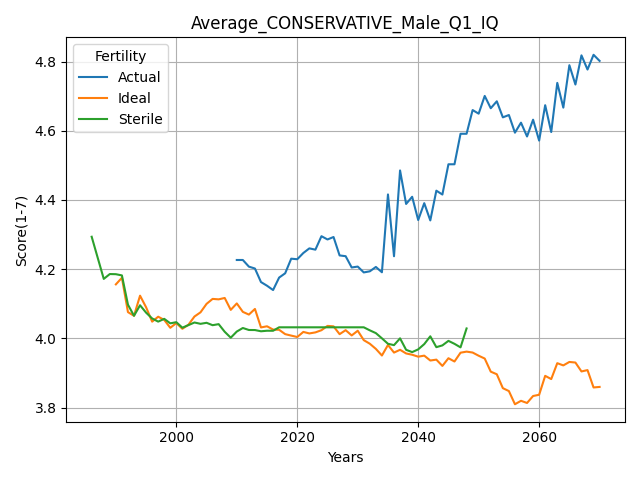 Average_CONSERVATIVE_Male_Q1_IQ
Fertility
Actual
Ideal
Sterile
Score(1-7)
4.8
4.6
4.4
4.2
4.0
3.8
2000
2020
2040
2060
Years